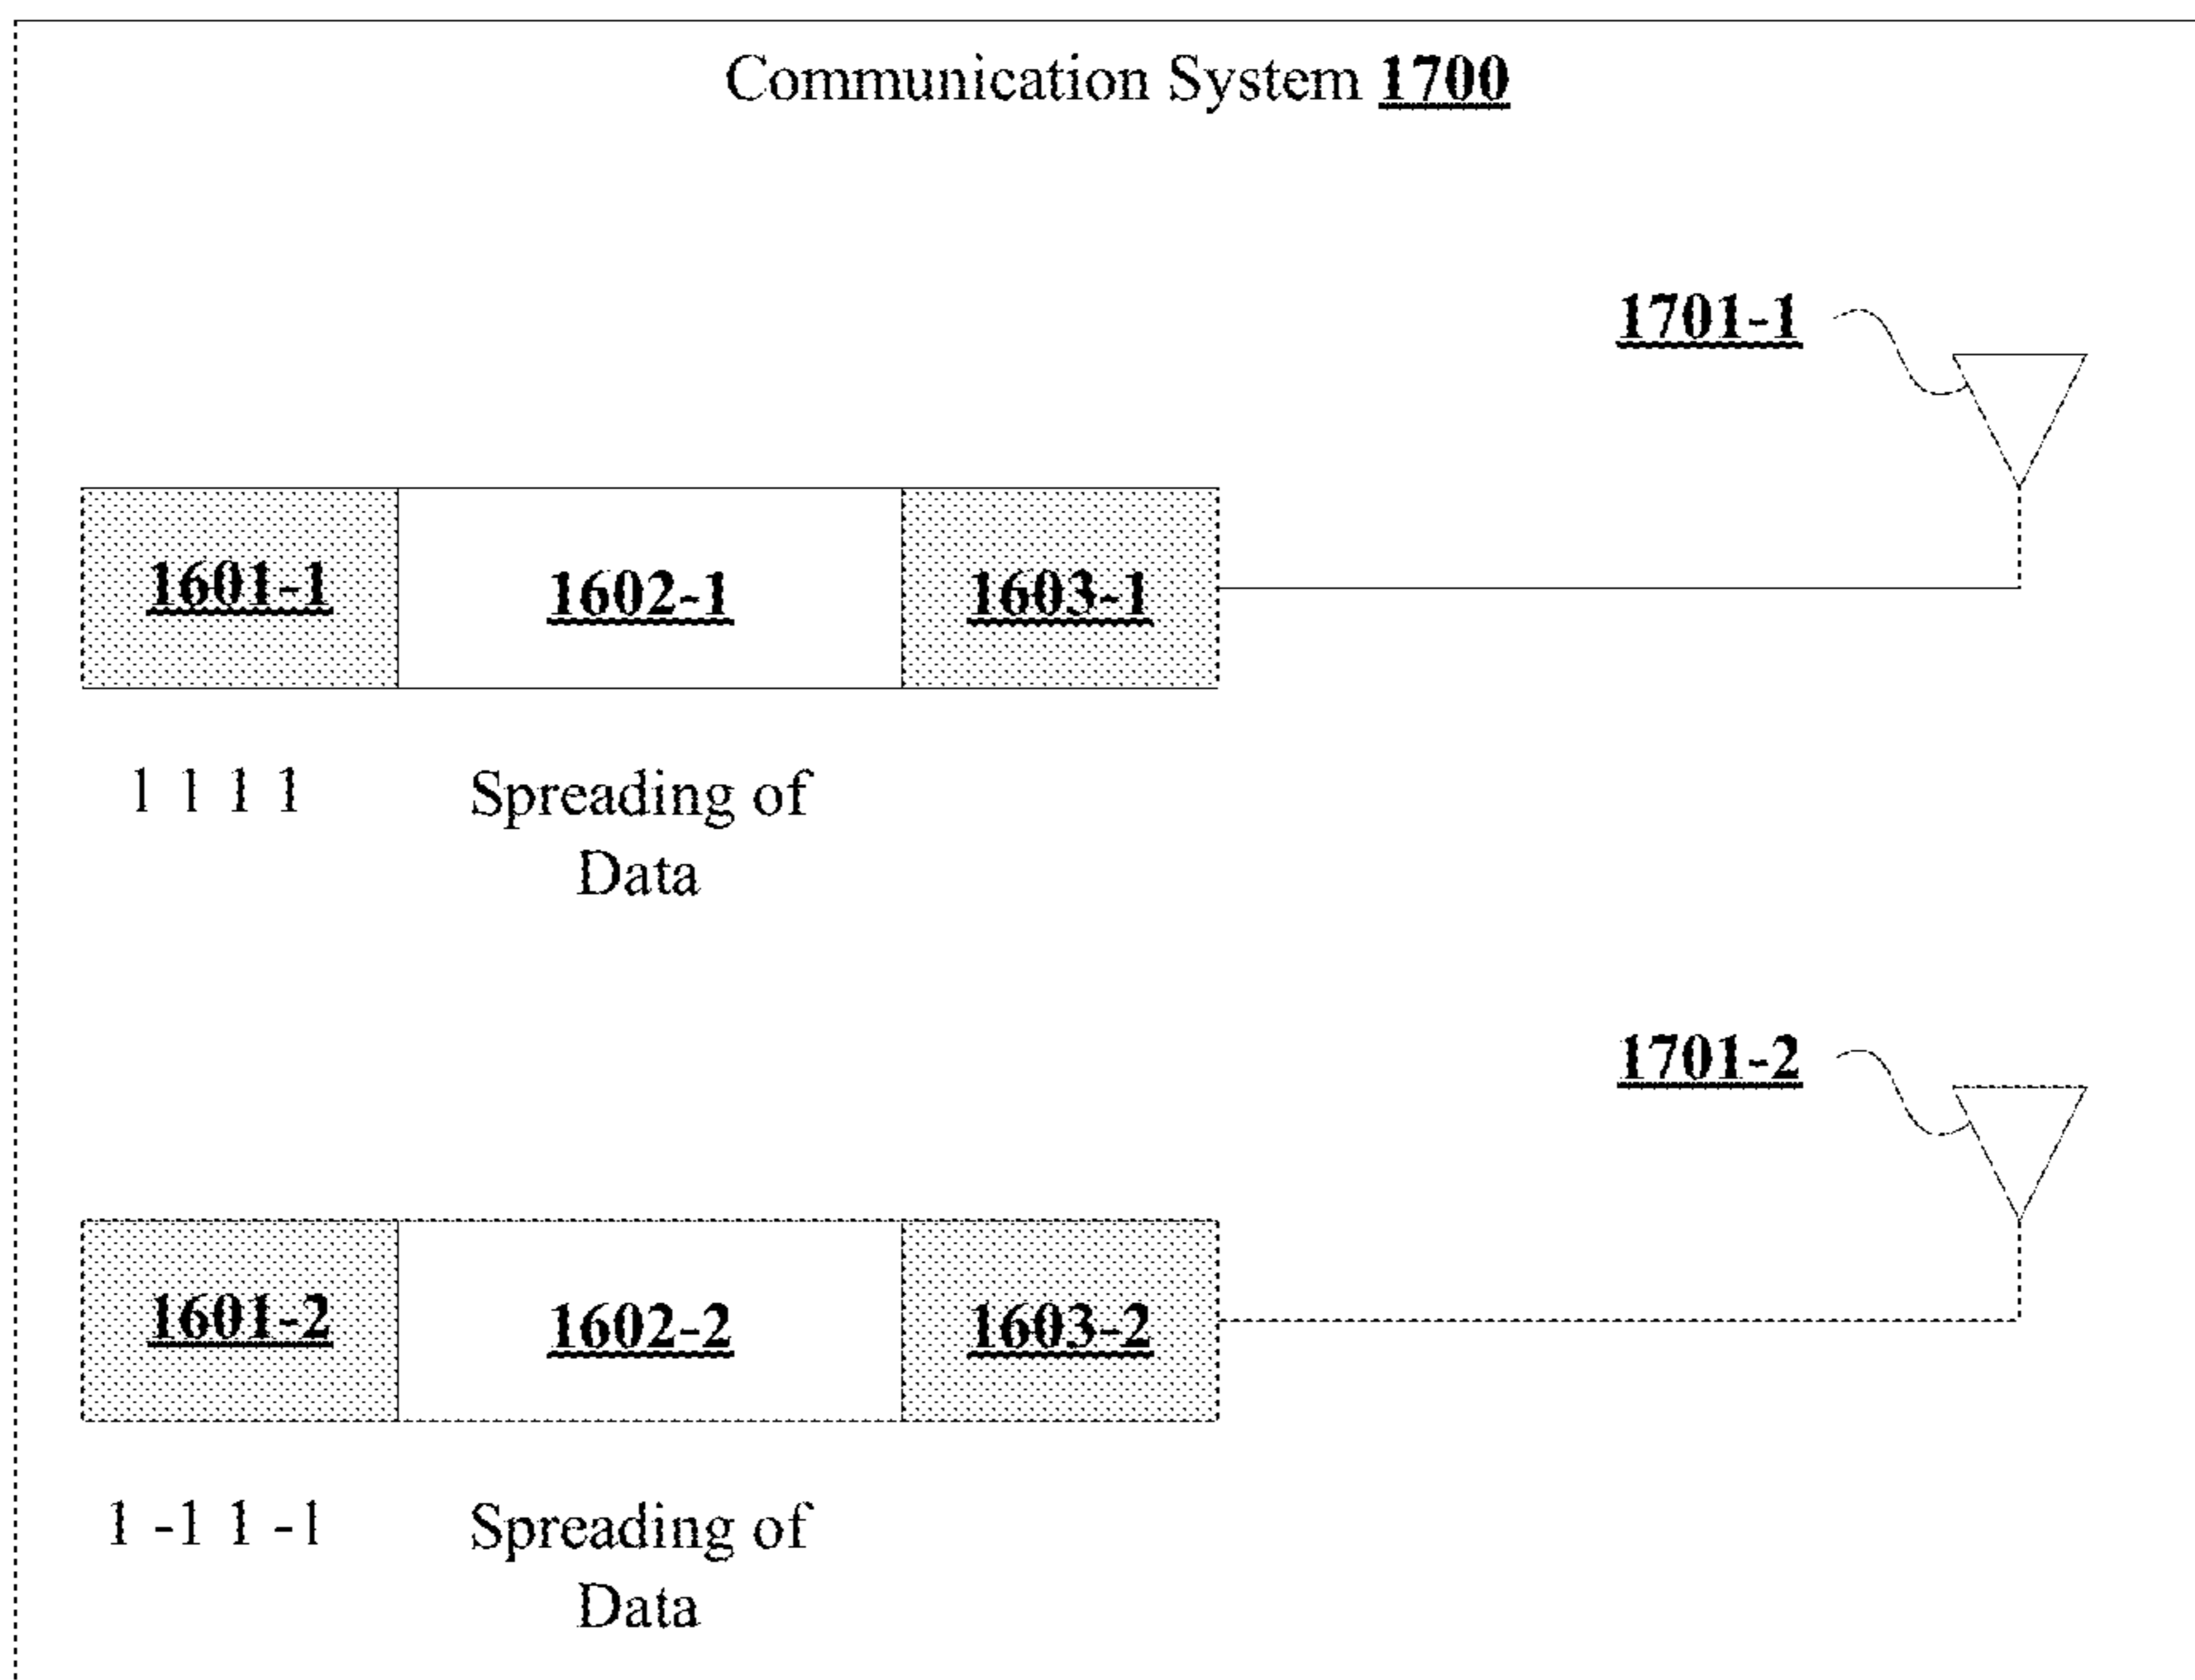 Communication System 1700
1701-1
1601-1 1602-1 1603-1
1 1 1 1 Spreading of
Data
1701-2
1601-2 1602-2 1603-2
1 -1 1 -1 Spreading of
Data